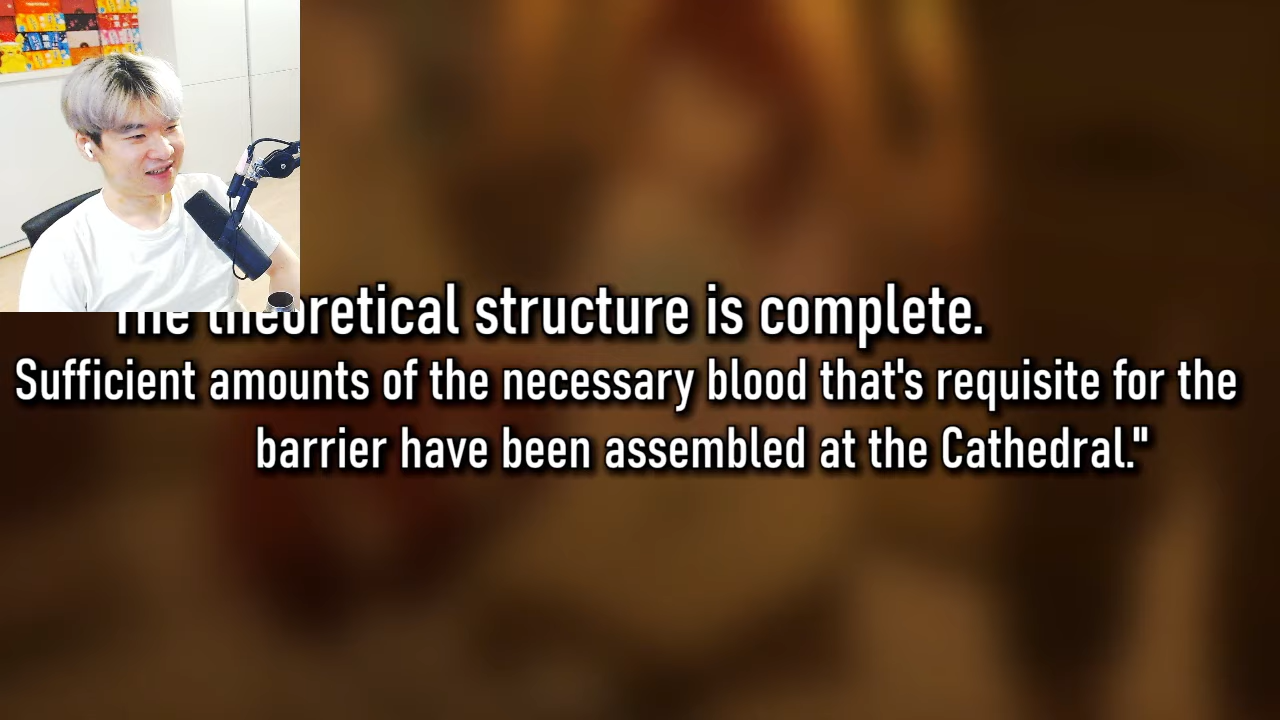 The theoretical structure is complete.
Sufficient amounts of the necessary blood that's requisite for the
barrier have been assembled at the Cathedral."